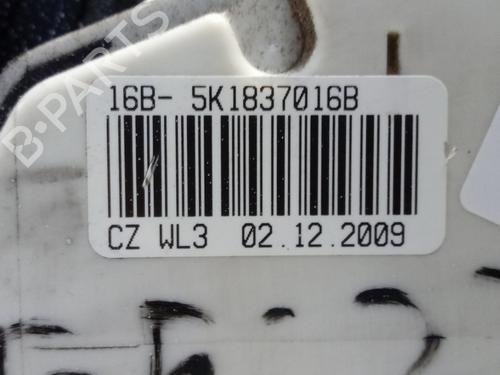 B-PARTS
16B- 5K1837016B
CZ WL3 02.12.2009